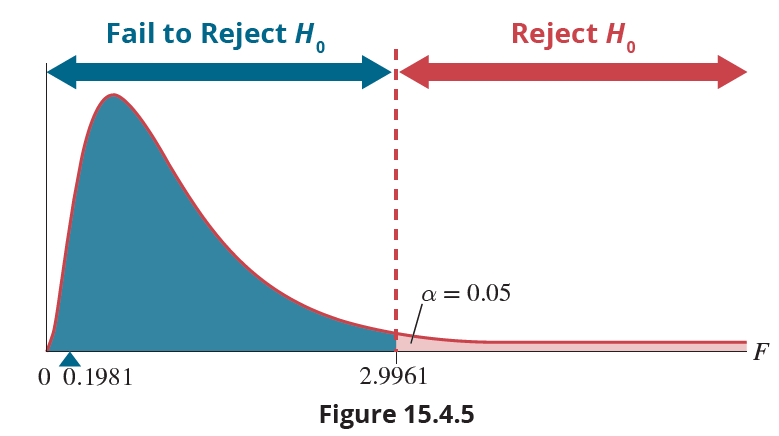 Fail to Reject H₀ Reject H₀
α = 0.05
F
0 0.1981 2.9961
Figure 15.4.5